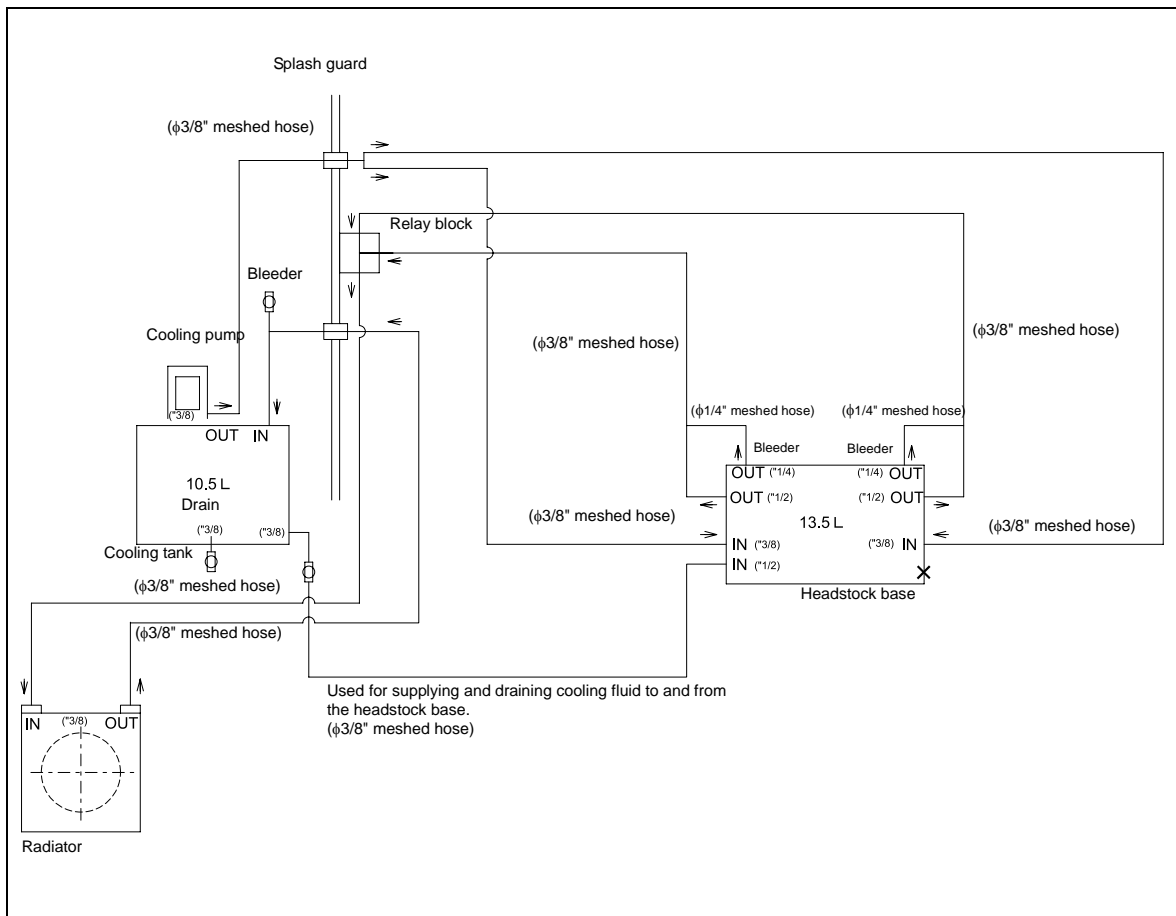 Splash guard
(φ3/8" meshed hose)
Relay block
Bleeder
Cooling pump
(φ3/8" meshed hose)
(φ3/8" meshed hose)
("3/8)
OUT
IN
(φ1/4" meshed hose)
(φ1/4" meshed hose)
Bleeder
Bleeder
OUT ("1/4)
("1/4) OUT
10.5 L
Drain
OUT ("1/2)
("1/2) OUT
(φ3/8" meshed hose)
13.5 L
("3/8)
("3/8)
(φ3/8" meshed hose)
IN ("3/8)
("3/8) IN
Cooling tank
IN ("1/2)
(φ3/8" meshed hose)
Headstock base
(φ3/8" meshed hose)
Used for supplying and draining cooling fluid to and from
the headstock base.
(φ3/8" meshed hose)
IN ("3/8) OUT
Radiator